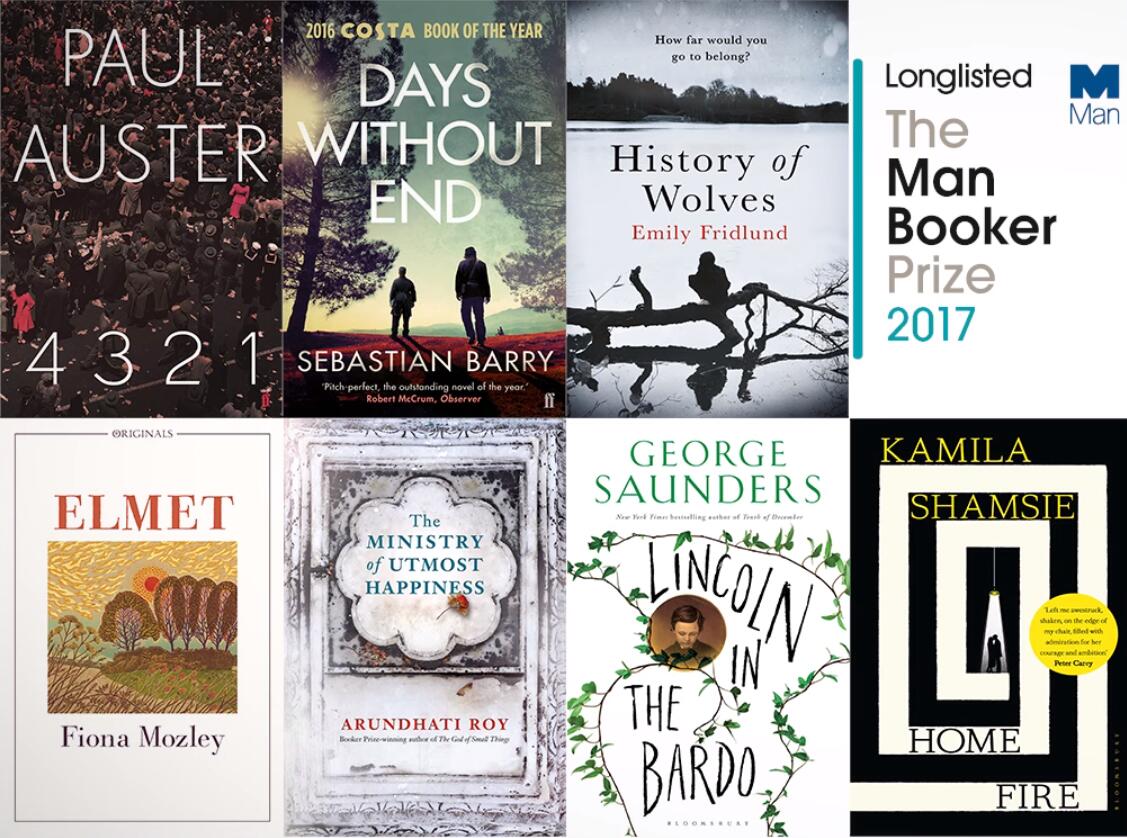 PAUL
AUSTER
4 3 2 1
2016 COSTA BOOK OF THE YEAR
DAYS
WITHOUT
END
SEBASTIAN BARRY
‘Pitch-perfect, the outstanding novel of the year.’
Robert McCrum, Observer
ff
How far would you
go to belong?
History of
Wolves
Emily Fridlund
Longlisted
The
Man
Booker
Prize
2017
M
Man
ORIGINALS
ELMET
Fiona Mozley
The
MINISTRY
of UTMOST
HAPPINESS
ARUNDHATI ROY
Booker Prize-winning author of The God of Small Things
GEORGE
SAUNDERS
New York Times bestselling author of Tenth of December
LINCOLN
IN
THE
BARDO
BLOOMSBURY
KAMILA
SHAMSIE
‘Left me awestruck,
shaken, on the edge of
my chair, filled with
admiration for her
courage and ambition’
Peter Carey
HOME
FIRE
BLOOMSBURY